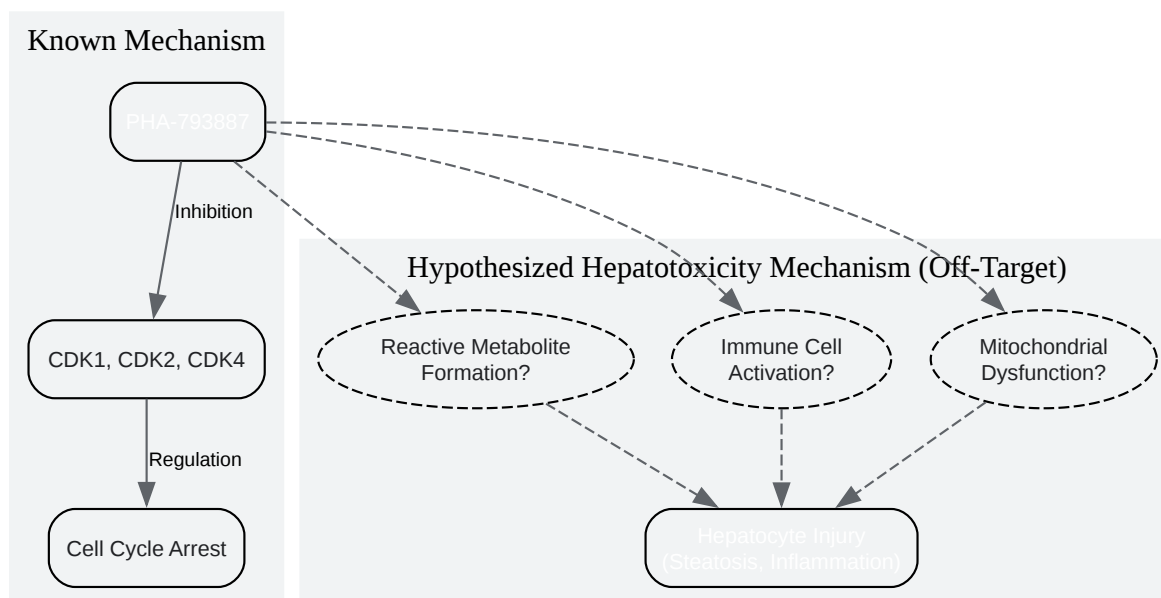 Known Mechanism
PHA-793887
Inhibition
CDK1, CDK2, CDK4
Regulation
Cell Cycle Arrest
Hypothesized Hepatotoxicity Mechanism (Off-Target)
Reactive Metabolite
Formation?
Immune Cell
Activation?
Mitochondrial
Dysfunction?
Hepatocyte Injury
(Steatosis, Inflammation)